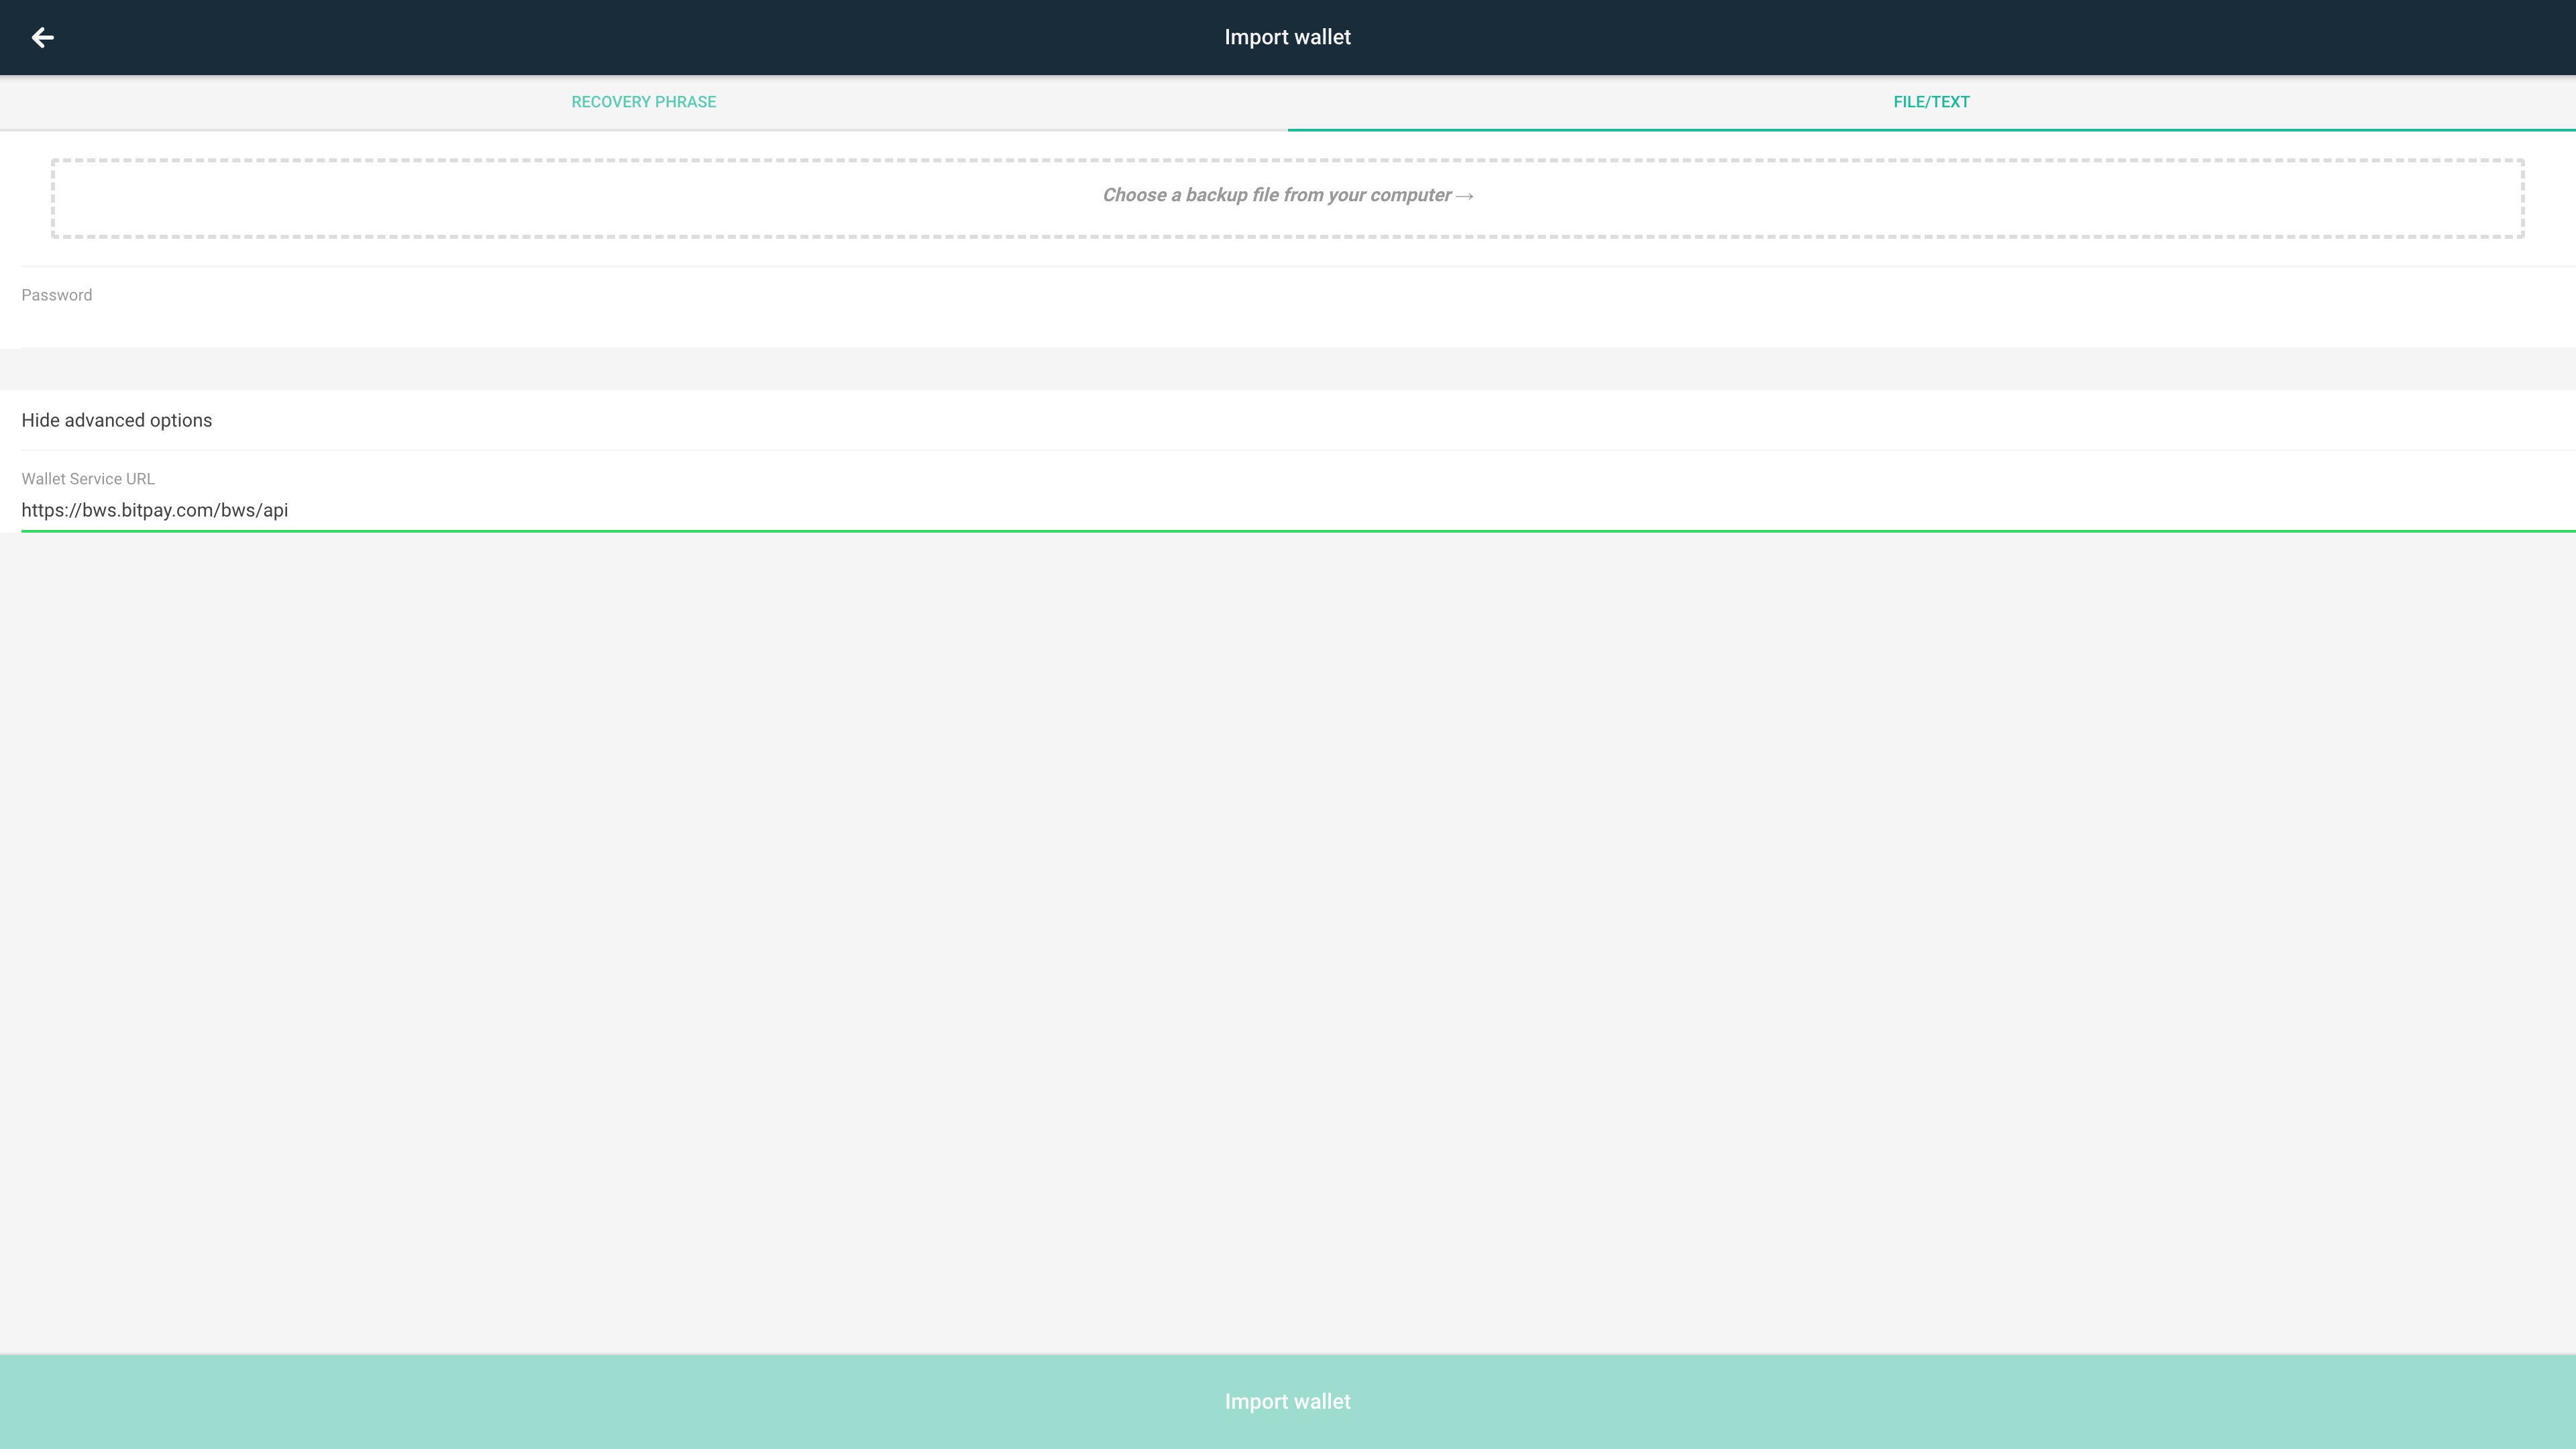 Import wallet
RECOVERY PHRASE
FILE/TEXT
Choose a backup file from your computer →
Password
Hide advanced options
Wallet Service URL
https://bws.bitpay.com/bws/api
Import wallet